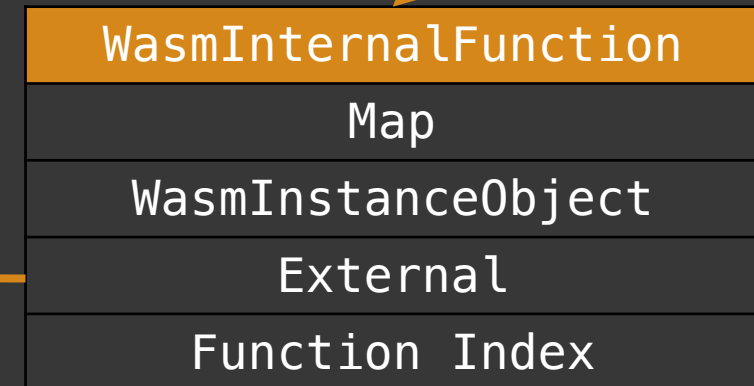 WasmInternalFunction
Map
WasmInstanceObject
External
Function Index